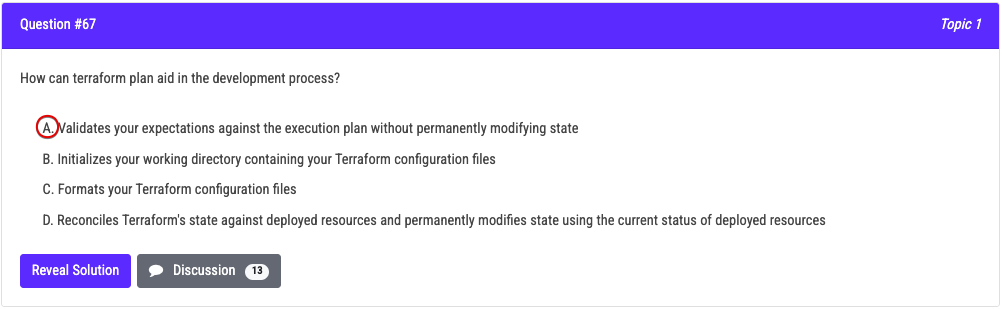 Question #67
Topic 1
How can terraform plan aid in the development process?
A. Validates your expectations against the execution plan without permanently modifying state
B. Initializes your working directory containing your Terraform configuration files
C. Formats your Terraform configuration files
D. Reconciles Terraform's state against deployed resources and permanently modifies state using the current status of deployed resources
Reveal Solution
Discussion 13